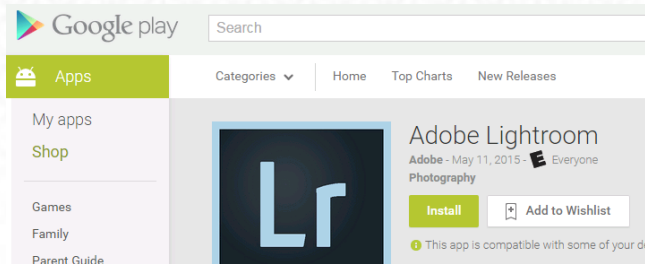 Google play
Search
Apps
Categories
Home
Top Charts
New Releases
My apps
Shop
Games
Family
Parent Guide
Lr
Adobe Lightroom
Adobe - May 11, 2015 - E Everyone
Photography
Install
Add to Wishlist
This app is compatible with some of your